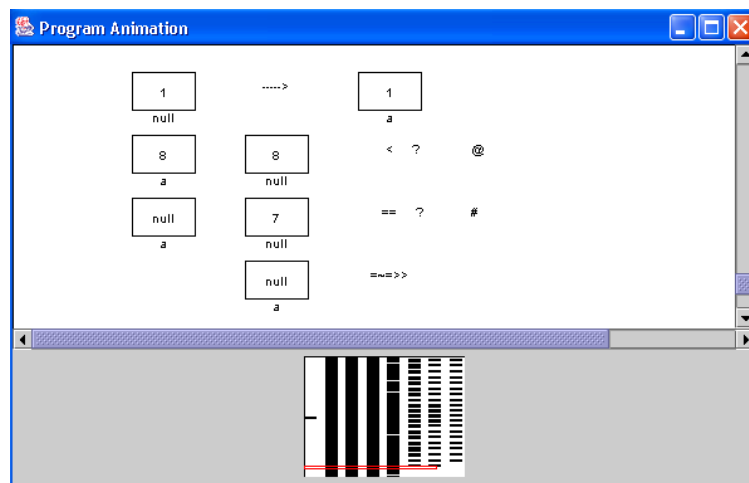 Program Animation
1 -----> 1
null a
8 8 < ? @
a null
null 7 == ? #
a null
null =~=>>
a